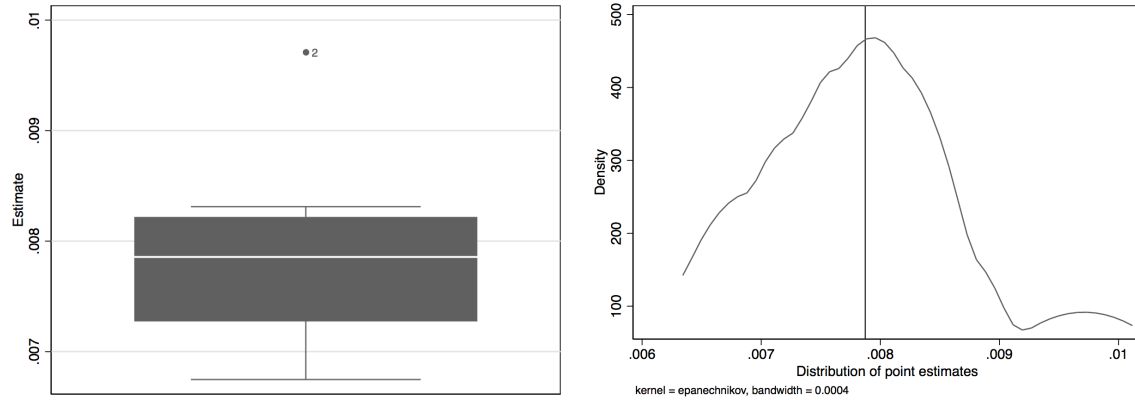 .01
.009
.008
.007
Estimate
2
500
400
300
200
100
Density
.006 .007 .008 .009 .01
Distribution of point estimates
kernel = epanechnikov, bandwidth = 0.0004